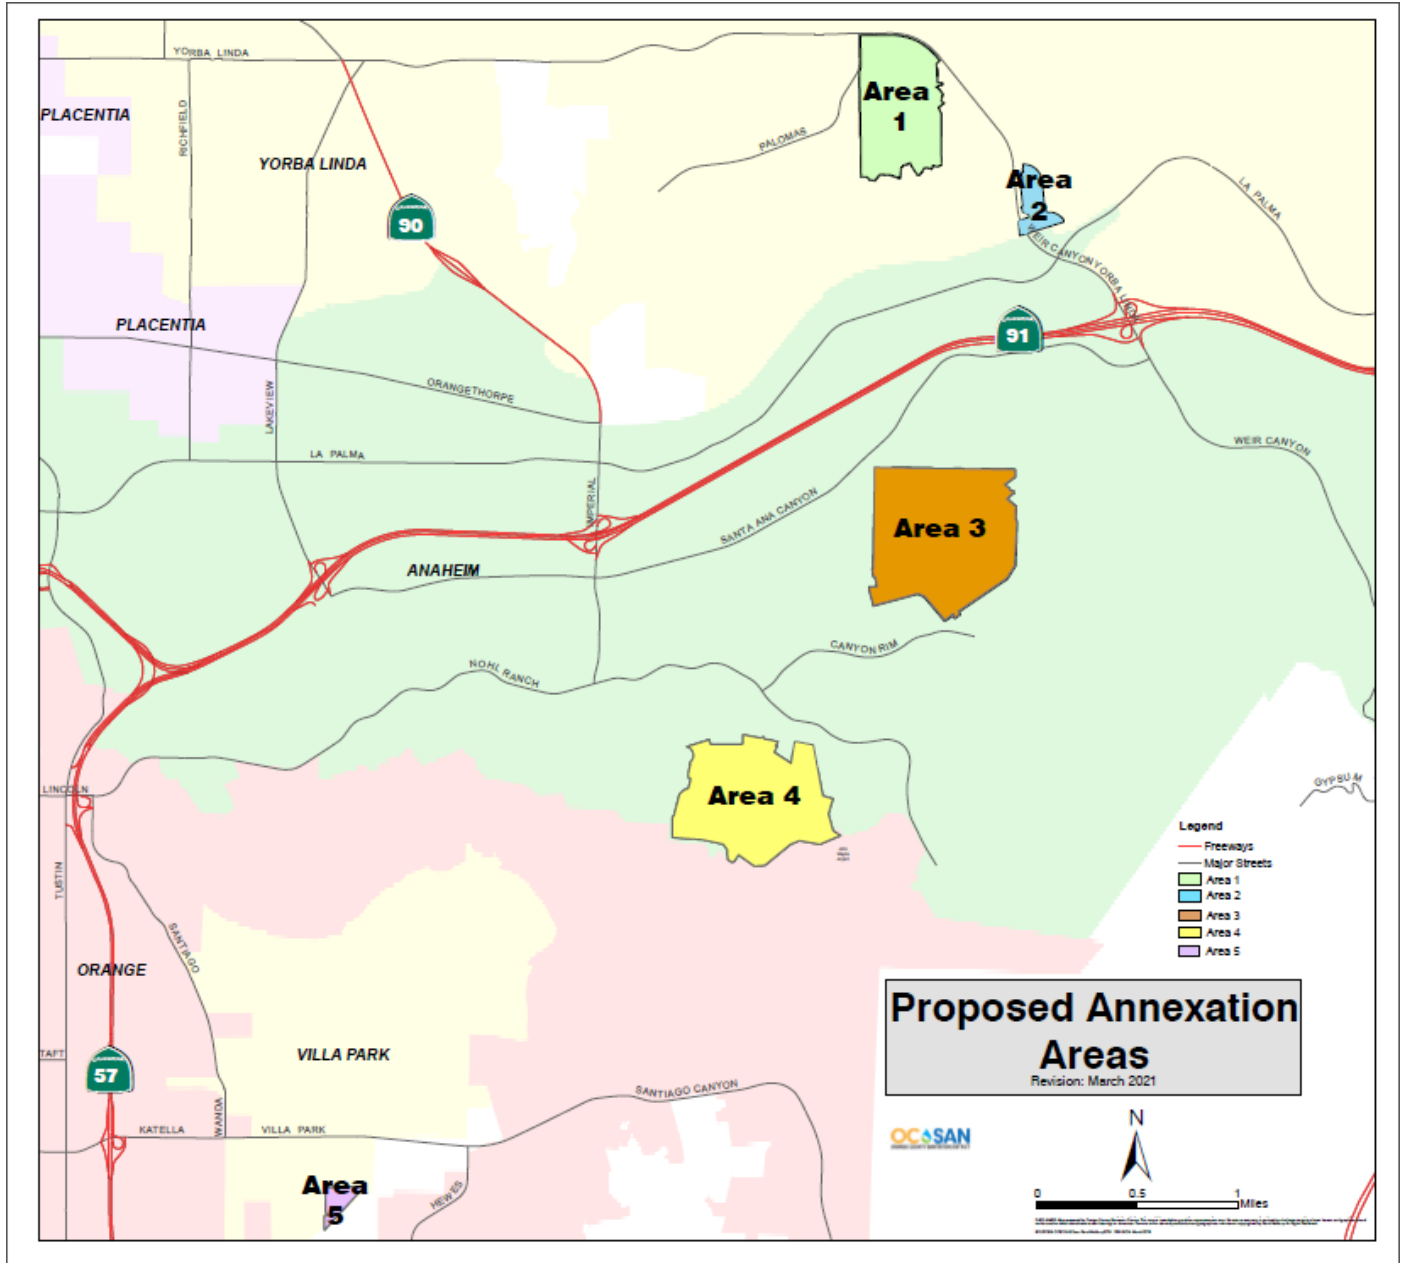 YORBA LINDA
PLACENTIA
RICHFIELD
YORBA LINDA
90
PALOMAS
Area
1
Area
2
LA PALMA
WEIR CANYON
YORBA LINDA
91
PLACENTIA
LAKEVIEW
ORANGETHORPE
LA PALMA
IMPERIAL
SANTA ANA CANYON
WEIR CANYON
Area 3
ANAHEIM
CANYON RIM
NOHL RANCH
LINCOLN
Area 4
GYPSUM
TUSTIN
SANTIAGO
ORANGE
Legend
Freeways
Major Streets
Area 1
Area 2
Area 3
Area 4
Area 5
Proposed Annexation
Areas
Revision: March 2021
TAFT
57
VILLA PARK
SANTIAGO CANYON
WANDA
KATELLA
VILLA PARK
HEWES
Area
5
OC SAN
N
0 0.5 1
Miles